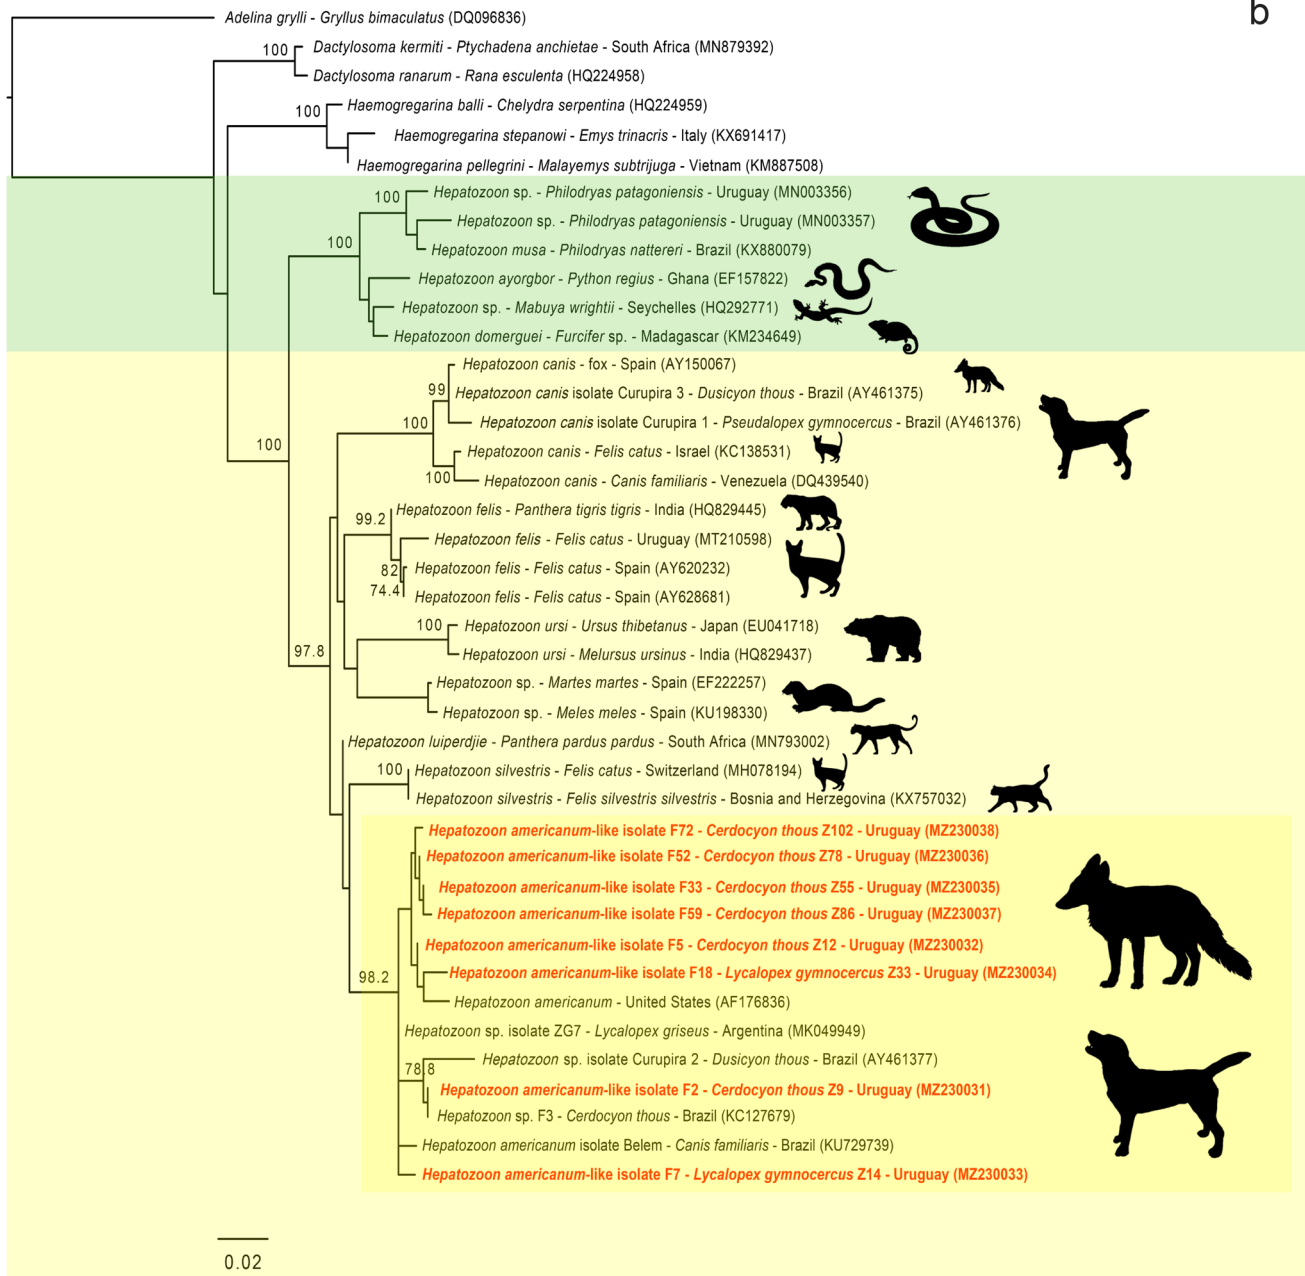 b
Adelina grylli - Gryllus bimaculatus (DQ096836)
100
Dactylosoma kermiti - Ptychadena anchietae - South Africa (MN879392)
Dactylosoma ranarum - Rana esculenta (HQ224958)
100
Haemogregarina balli - Chelydra serpentina (HQ224959)
Haemogregarina stepanowi - Emys trinacris - Italy (KX691417)
Haemogregarina pellegrini - Malayemys subtrijuga - Vietnam (KM887508)
100
Hepatozoon sp. - Philodryas patagoniensis - Uruguay (MN003356)
Hepatozoon sp. - Philodryas patagoniensis - Uruguay (MN003357)
100
Hepatozoon musa - Philodryas nattereri - Brazil (KX880079)
Hepatozoon ayorgbor - Python regius - Ghana (EF157822)
Hepatozoon sp. - Mabuya wrightii - Seychelles (HQ292771)
Hepatozoon domerguei - Furcifer sp. - Madagascar (KM234649)
Hepatozoon canis - fox - Spain (AY150067)
99
Hepatozoon canis isolate Curupira 3 - Dusicyon thous - Brazil (AY461375)
100
Hepatozoon canis isolate Curupira 1 - Pseudalopex gymnocercus - Brazil (AY461376)
100
Hepatozoon canis - Felis catus - Israel (KC138531)
100
Hepatozoon canis - Canis familiaris - Venezuela (DQ439540)
Hepatozoon felis - Panthera tigris tigris - India (HQ829445)
99.2
Hepatozoon felis - Felis catus - Uruguay (MT210598)
82
Hepatozoon felis - Felis catus - Spain (AY620232)
74.4
Hepatozoon felis - Felis catus - Spain (AY628681)
100
Hepatozoon ursi - Ursus thibetanus - Japan (EU041718)
97.8
Hepatozoon ursi - Melursus ursinus - India (HQ829437)
Hepatozoon sp. - Martes martes - Spain (EF222257)
Hepatozoon sp. - Meles meles - Spain (KU198330)
Hepatozoon luiperdjie - Panthera pardus pardus - South Africa (MN793002)
100
Hepatozoon silvestris - Felis catus - Switzerland (MH078194)
Hepatozoon silvestris - Felis silvestris silvestris - Bosnia and Herzegovina (KX757032)
Hepatozoon americanum-like isolate F72 - Cerdocyon thous Z102 - Uruguay (MZ230038)
Hepatozoon americanum-like isolate F52 - Cerdocyon thous Z78 - Uruguay (MZ230036)
Hepatozoon americanum-like isolate F33 - Cerdocyon thous Z55 - Uruguay (MZ230035)
Hepatozoon americanum-like isolate F59 - Cerdocyon thous Z86 - Uruguay (MZ230037)
Hepatozoon americanum-like isolate F5 - Cerdocyon thous Z12 - Uruguay (MZ230032)
98.2
Hepatozoon americanum-like isolate F18 - Lycalopex gymnocercus Z33 - Uruguay (MZ230034)
Hepatozoon americanum - United States (AF176836)
Hepatozoon sp. isolate ZG7 - Lycalopex griseus - Argentina (MK049949)
Hepatozoon sp. isolate Curupira 2 - Dusicyon thous - Brazil (AY461377)
78.8
Hepatozoon americanum-like isolate F2 - Cerdocyon thous Z9 - Uruguay (MZ230031)
Hepatozoon sp. F3 - Cerdocyon thous - Brazil (KC127679)
Hepatozoon americanum isolate Belem - Canis familiaris - Brazil (KU729739)
Hepatozoon americanum-like isolate F7 - Lycalopex gymnocercus Z14 - Uruguay (MZ230033)
0.02